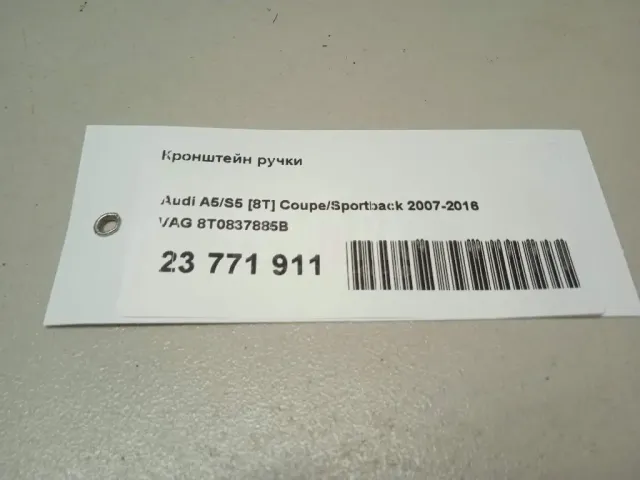 Кронштейн ручки
Audi A5/S5 [8T] Coupe/Sportback 2007-2016
VAG 8T0837885B
23 771 911